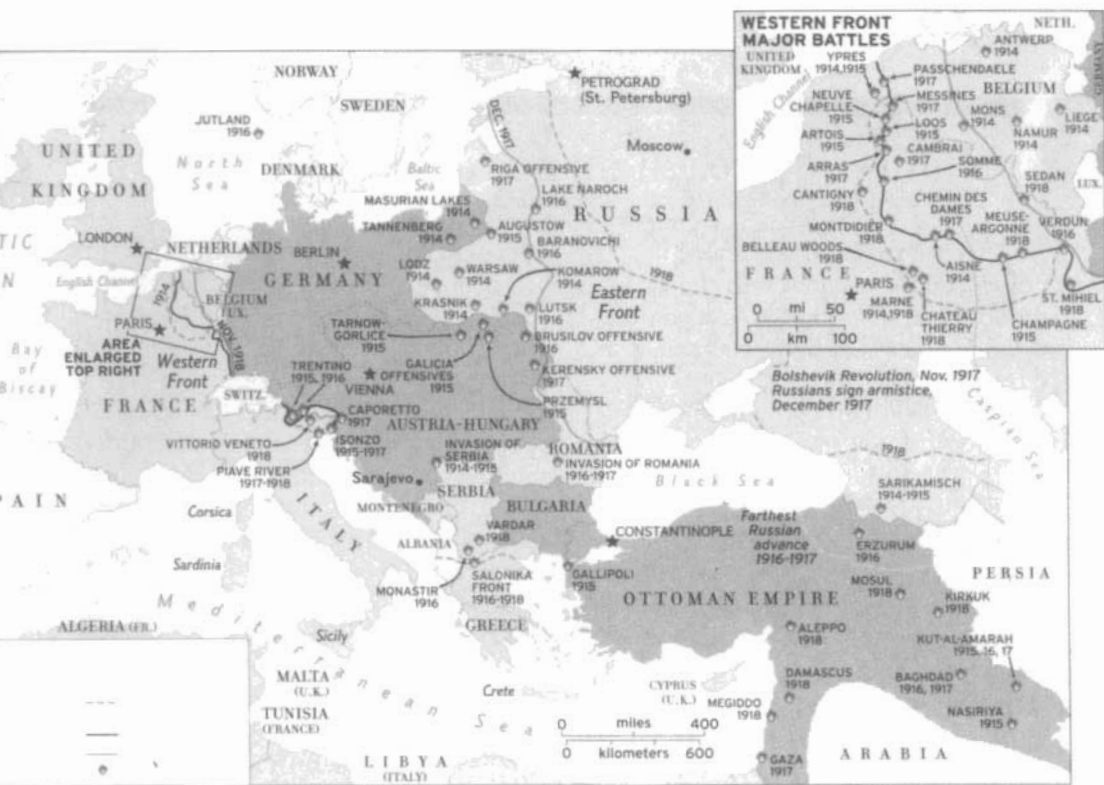 WESTERN FRONT
MAJOR BATTLES
NETH.
GERMANY
UNITED
KINGDOM
YPRES
1914,1915
ANTWERP
1914
PASSCHENDAELE
1917
BELGIUM
MESSINES
1917
NEUVE
CHAPELLE
1915
English Channel
LOOS
1915
MONS
1914
LIEGE
1914
NAMUR
1914
ARTOIS
1915
CAMBRAI
1917
ARRAS
1917
SOMME
1916
SEDAN
1918
LUX.
CANTIGNY
1918
CHEMIN DES
DAMES
1917
MEUSE-
ARGONNE
1918
VERDUN
1916
MONTDIDIER
1918
BELLEAU WOODS
1918
AISNE
1918
FRANCE
PARIS
MARNE
1914,1918
CHATEAU
THIERRY
1918
CHAMPAGNE
1915
ST. MIHIEL
1918
0 mi 50
0 km 100
NORWAY
SWEDEN
PETROGRAD
(St. Petersburg)
DEC. 1917
Moscow
JUTLAND
1916
North
Sea
DENMARK
Baltic
Sea
UNITED
KINGDOM
RIGA OFFENSIVE
1917
LAKE NAROCH
1916
RUSSIA
MASURIAN LAKES
1914
TANNENBERG
1914
AUGUSTOW
1915
BARANOVICHI
1916
TIC
N
LONDON
NETHERLANDS
BERLIN
GERMANY
LODZ
1914
WARSAW
1914
KOMAROW
1914
1918
English Channel
1914
BELGIUM
LUX.
KRASNIK
1914
LUTSK
1916
Eastern
Front
PARIS
AREA
ENLARGED
TOP RIGHT
NOV. 1918
Western
Front
TARNOW-
GORLICE
1915
BRUSILOV OFFENSIVE
1916
GALICIA
OFFENSIVES
1915
KERENSKY OFFENSIVE
1917
Bay
of
Biscay
TRENTINO
1915, 1916
VIENNA
PRZEMYSL
1915
Bolshevik Revolution, Nov. 1917
Russians sign armistice,
December 1917
FRANCE
SWITZ.
CAPORETTO
1917
AUSTRIA-HUNGARY
Caspian Sea
VITTORIO VENETO
1918
ISONZO
1915-1917
INVASION OF
SERBIA
1914-1915
ROMANIA
INVASION OF ROMANIA
1916-1917
1918
PIAVE RIVER
1917-1918
Sarajevo
SERBIA
Black Sea
SARIKAMISCH
1914-1915
PAIN
Corsica
ITALY
MONTENEGRO
BULGARIA
CONSTANTINOPLE
Farthest
Russian
advance
1916-1917
ERZURUM
1916
ALBANIA
VARDAR
1918
Sardinia
MONASTIR
1916
SALONIKA
FRONT
1916-1918
GALLIPOLI
1915
PERSIA
MOSUL
1918
KIRKUK
1918
OTTOMAN EMPIRE
Mediterranean Sea
ALGERIA (FR.)
Sicily
GREECE
ALEPPO
1918
KUT-AL-AMARAH
1915, 16, 17
MALTA
(U.K.)
Crete
CYPRUS
(U.K.)
DAMASCUS
1918
BAGHDAD
1916, 1917
TUNISIA
(FRANCE)
MEGIDDO
1918
NASIRIYA
1915
0 miles 400
0 kilometers 600
LIBYA
(ITALY)
GAZA
1917
ARABIA